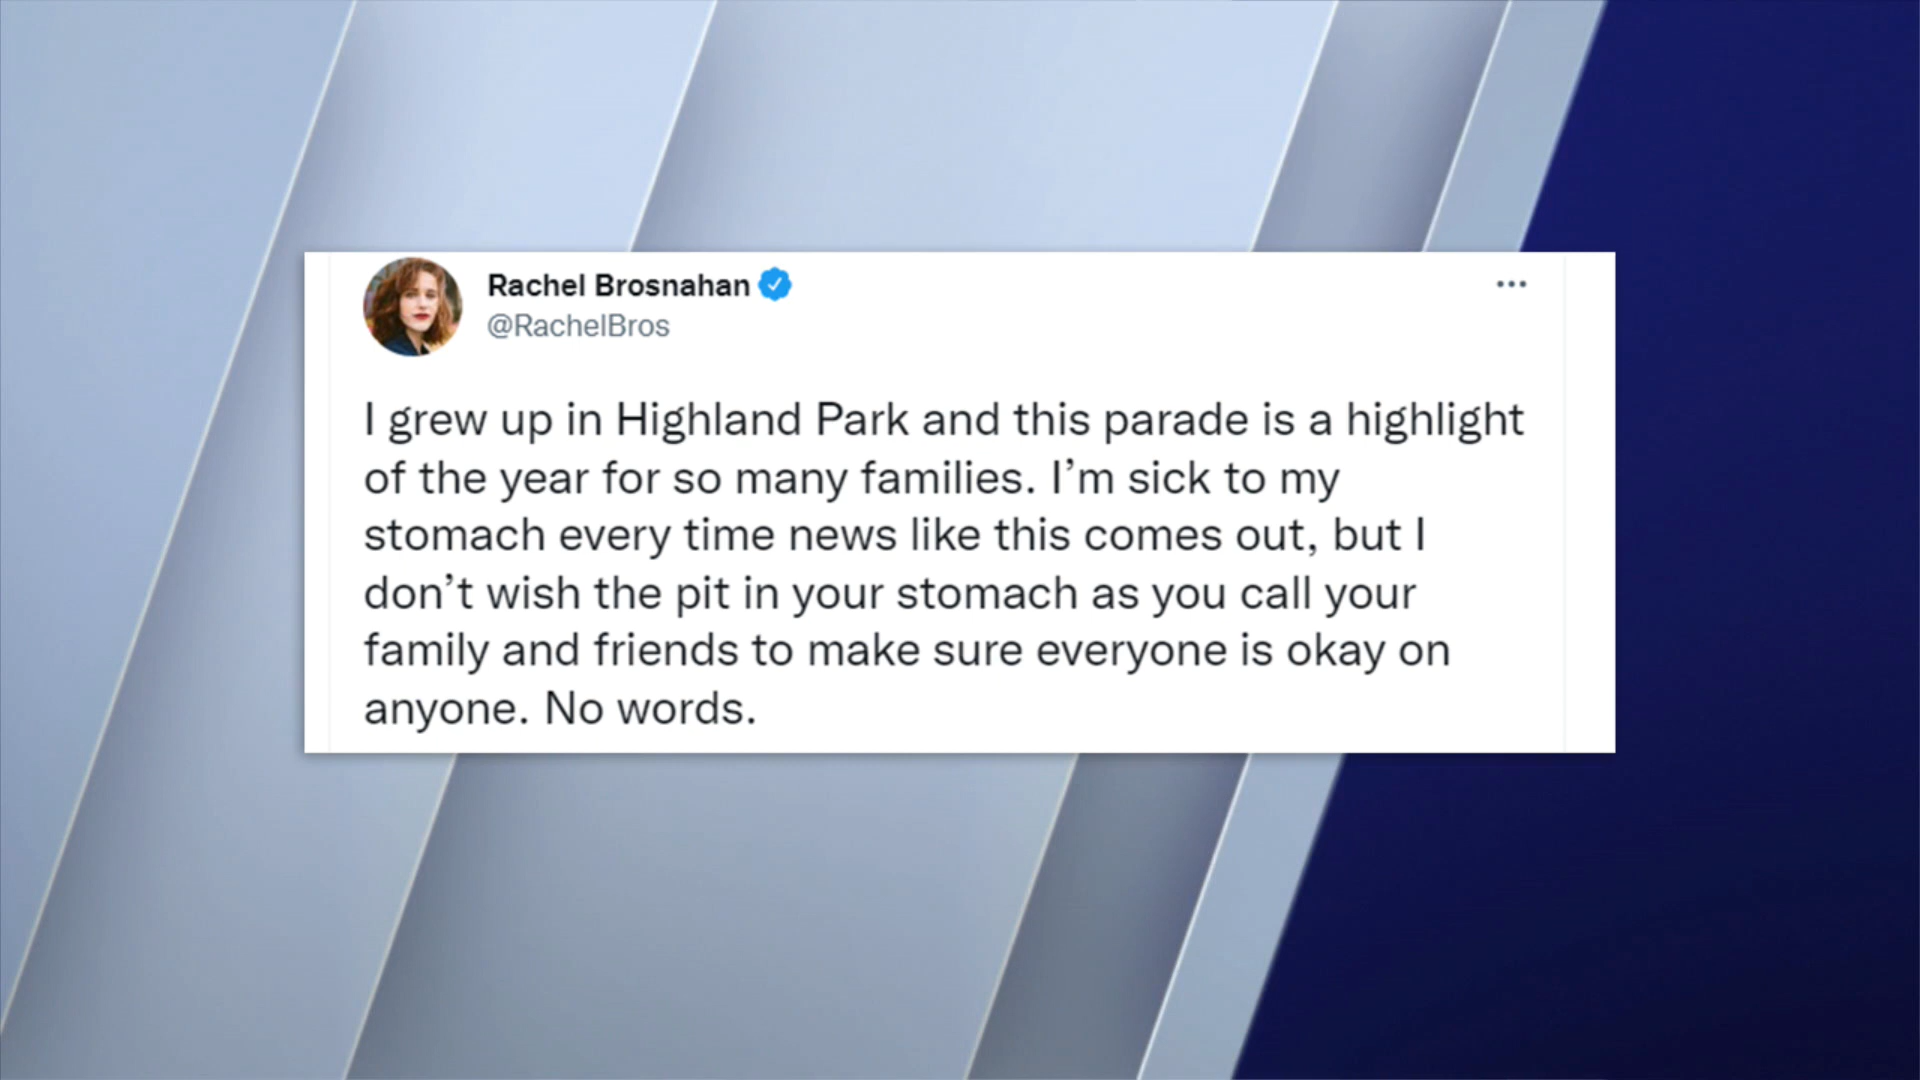 Rachel Brosnahan
@RachelBros
I grew up in Highland Park and this parade is a highlight
of the year for so many families. I’m sick to my
stomach every time news like this comes out, but I
don’t wish the pit in your stomach as you call your
family and friends to make sure everyone is okay on
anyone. No words.